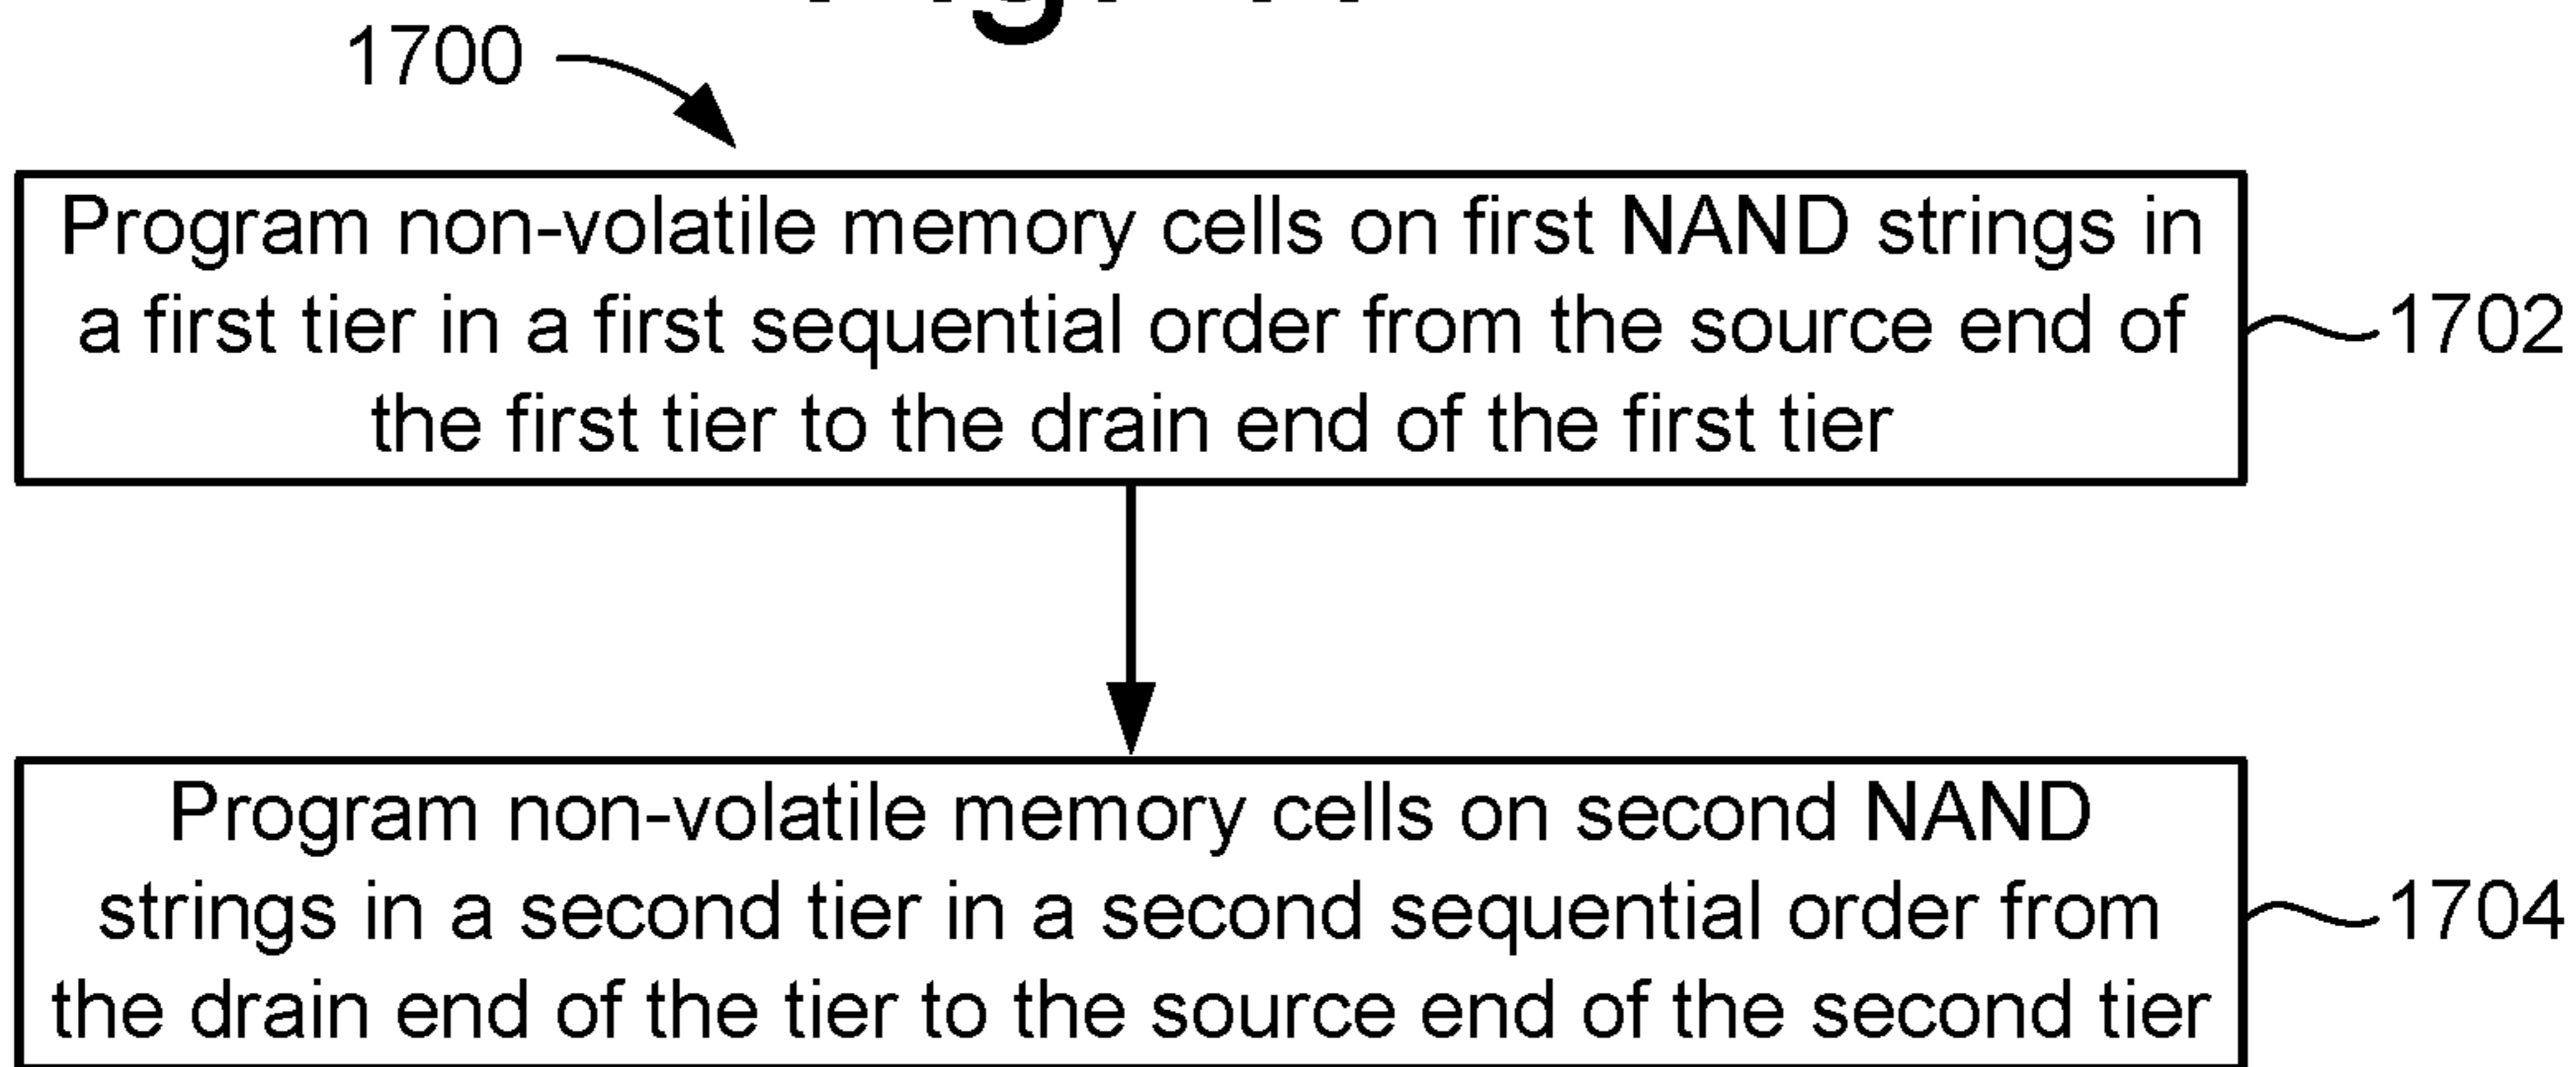 1700
Program non-volatile memory cells on first NAND strings in
a first tier in a first sequential order from the source end of
the first tier to the drain end of the first tier
1702
Program non-volatile memory cells on second NAND
strings in a second tier in a second sequential order from
the drain end of the tier to the source end of the second tier
1704